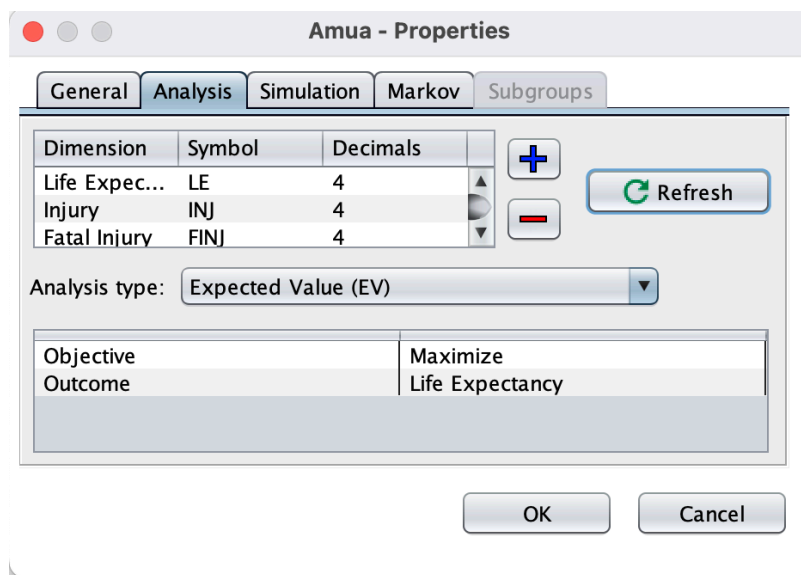 Amua - Properties
General Analysis Simulation Markov Subgroups
Dimension Symbol Decimals
Life Expec... LE 4
Injury INJ 4
Fatal Injury FINJ 4
Refresh
Analysis type: Expected Value (EV)
Objective Maximize
Outcome Life Expectancy
OK Cancel